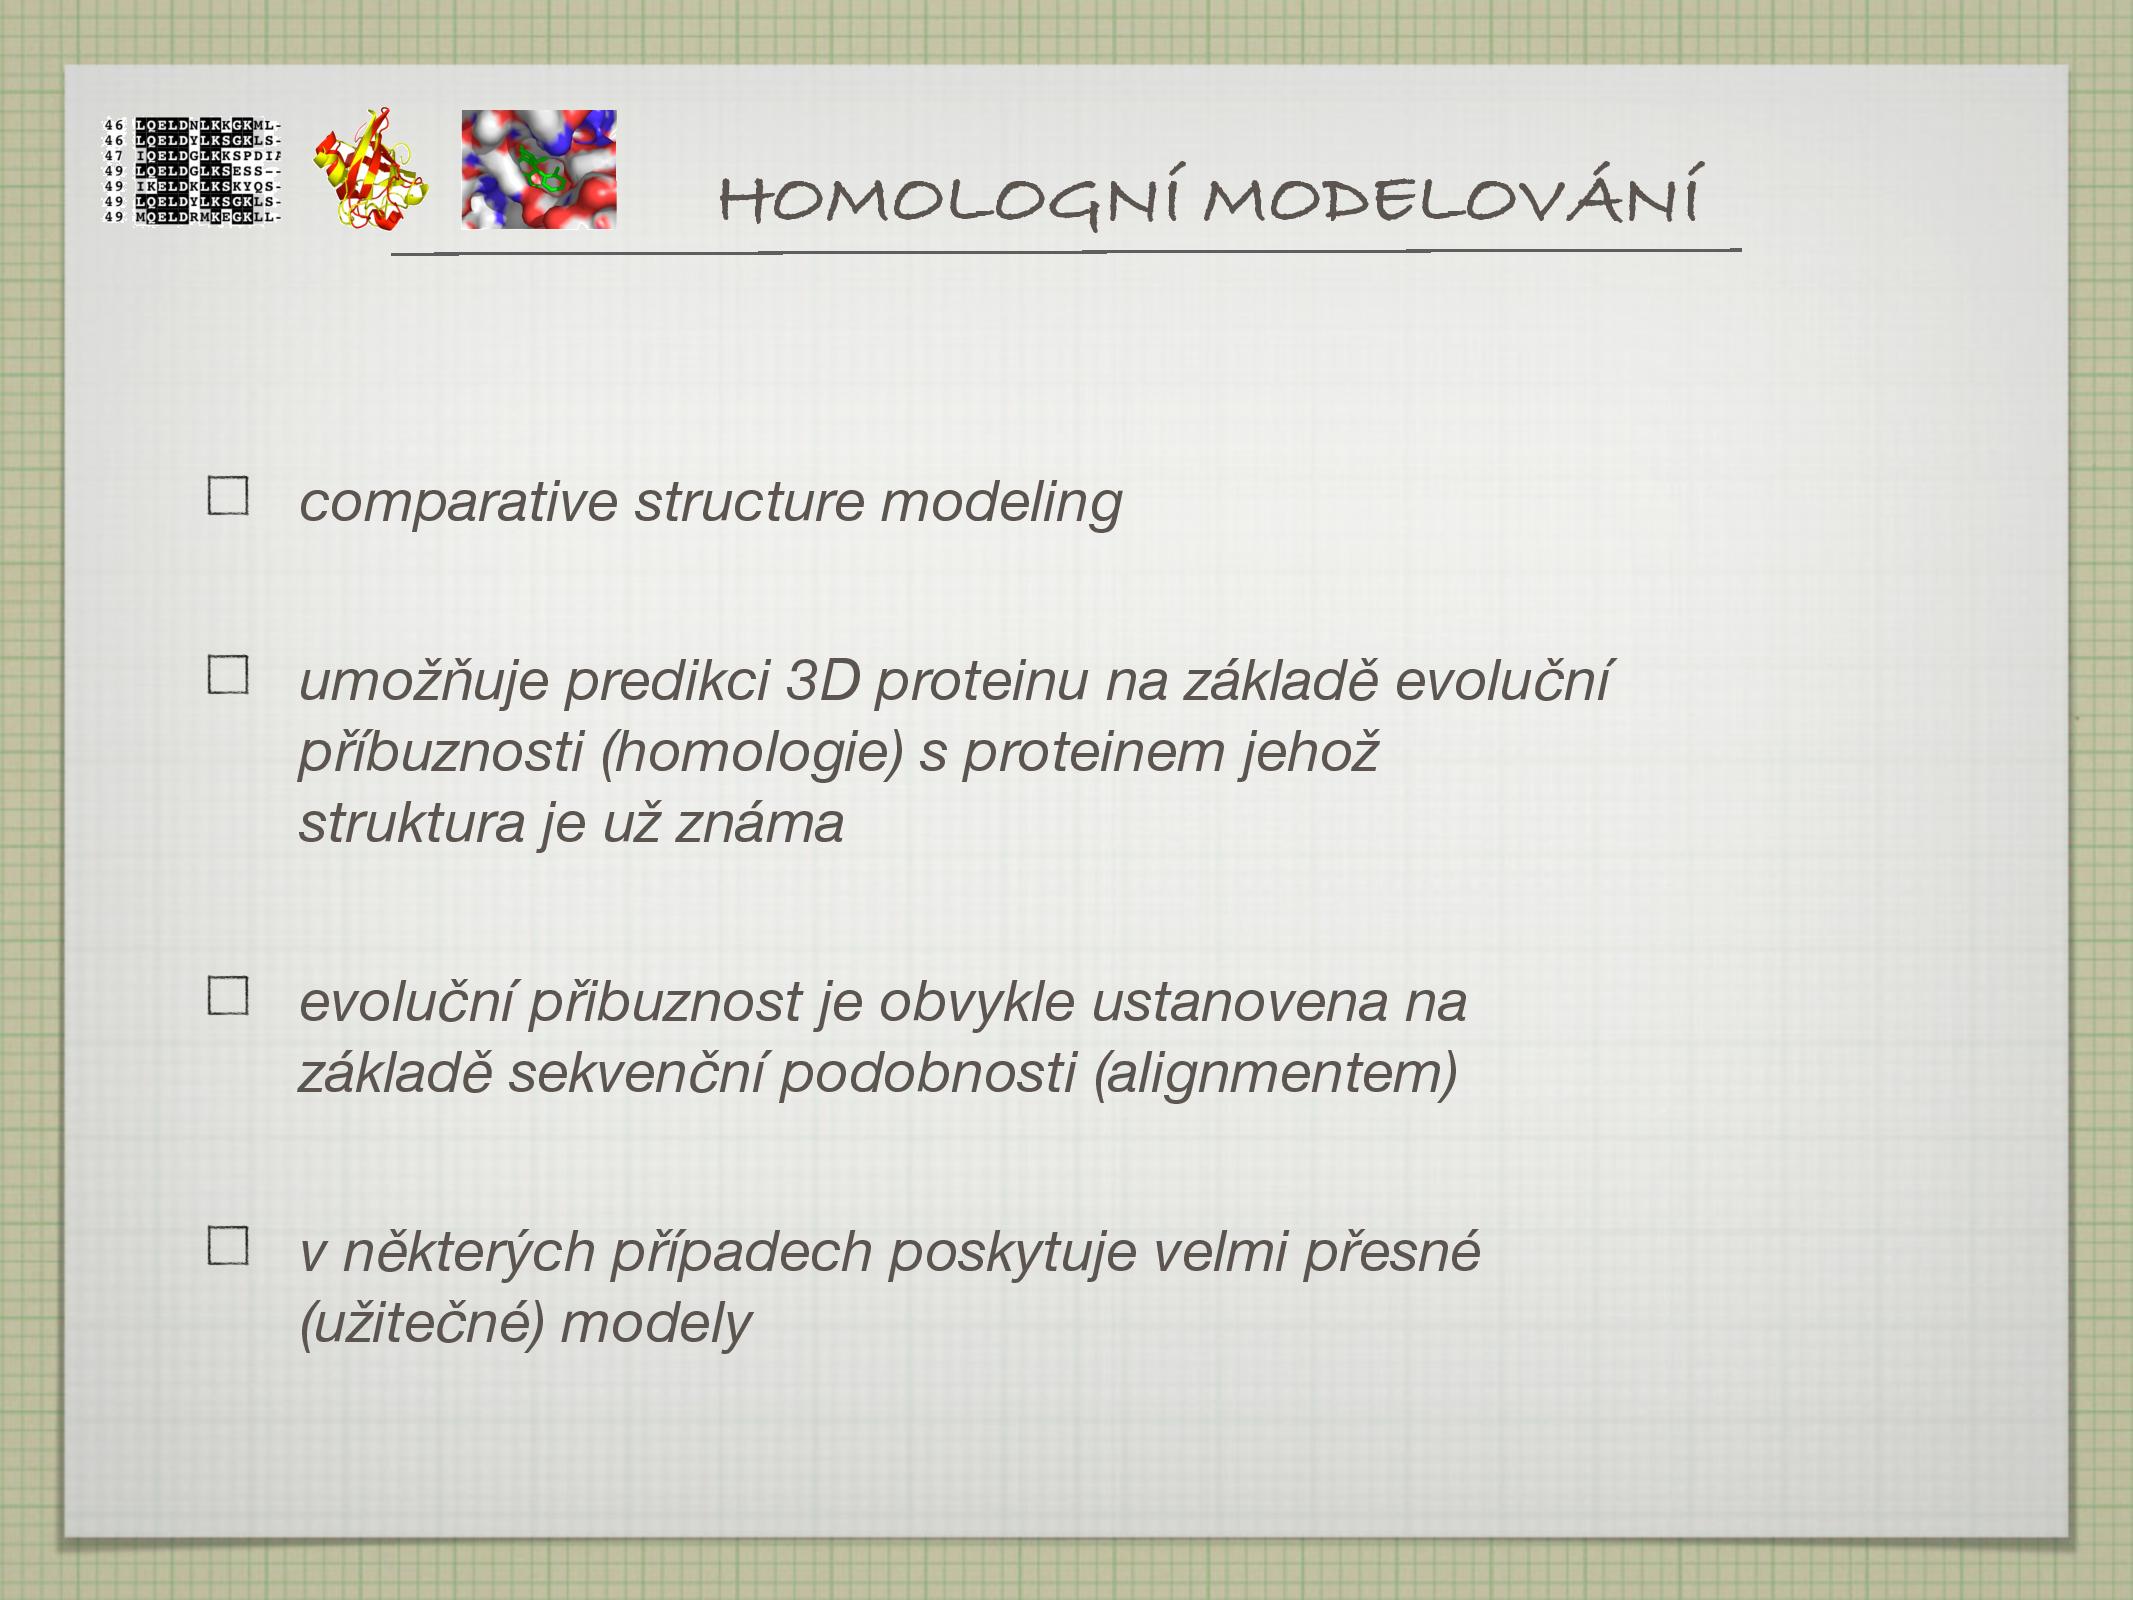 46 LQELDNLKKGKML-
46 LQELDYLKSGKLS-
47 IQELDGLKKSPDIA
49 LQELDGLKSESS--
49 IKELDKLKSKYQS-
49 LQELDYLKSGKLS-
49 MQELDRMKEGKLL-
HOMOLOGNÍ MODELOVÁNÍ
comparative structure modeling
umožňuje predikci 3D proteinu na základě evoluční
příbuznosti (homologie) s proteinem jehož
struktura je už známa
evoluční přibuznost je obvykle ustanovena na
základě sekvenční podobnosti (alignmentem)
v některých případech poskytuje velmi přesné
(užitečné) modely